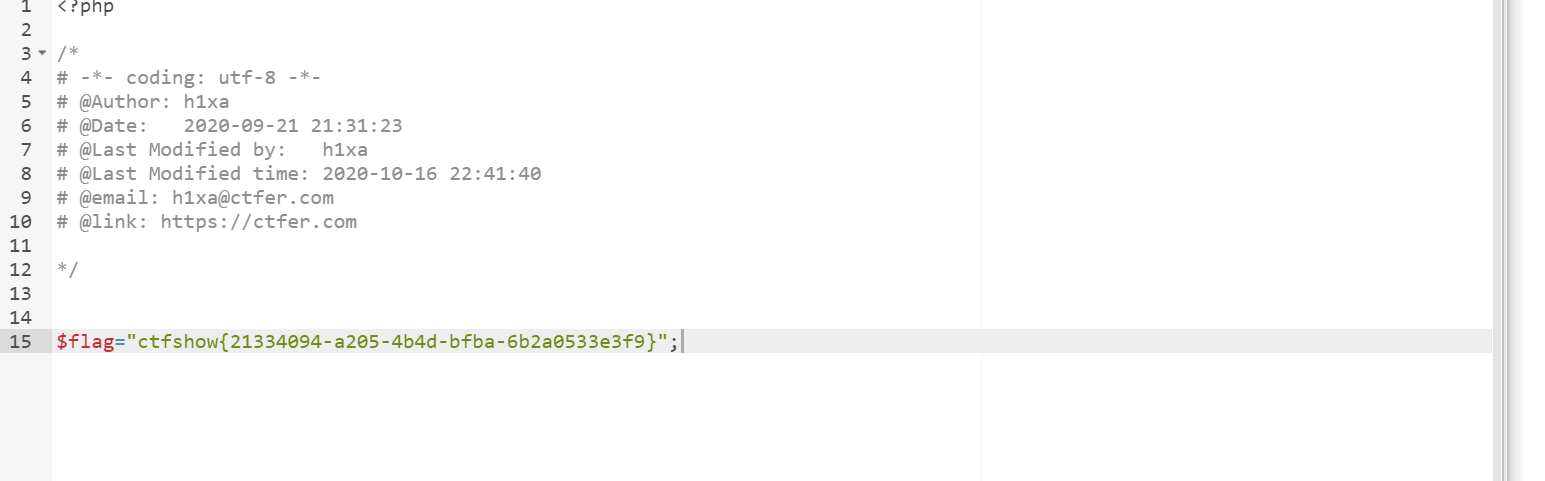 1 <?php
2
3 /*
4 # -*- coding: utf-8 -*-
5 # @Author: h1xa
6 # @Date:   2020-09-21 21:31:23
7 # @Last Modified by:   h1xa
8 # @Last Modified time: 2020-10-16 22:41:40
9 # @email: h1xa@ctfer.com
10 # @link: https://ctfer.com
11
12 */
13
14
15 $flag="ctfshow{21334094-a205-4b4d-bfba-6b2a0533e3f9}";